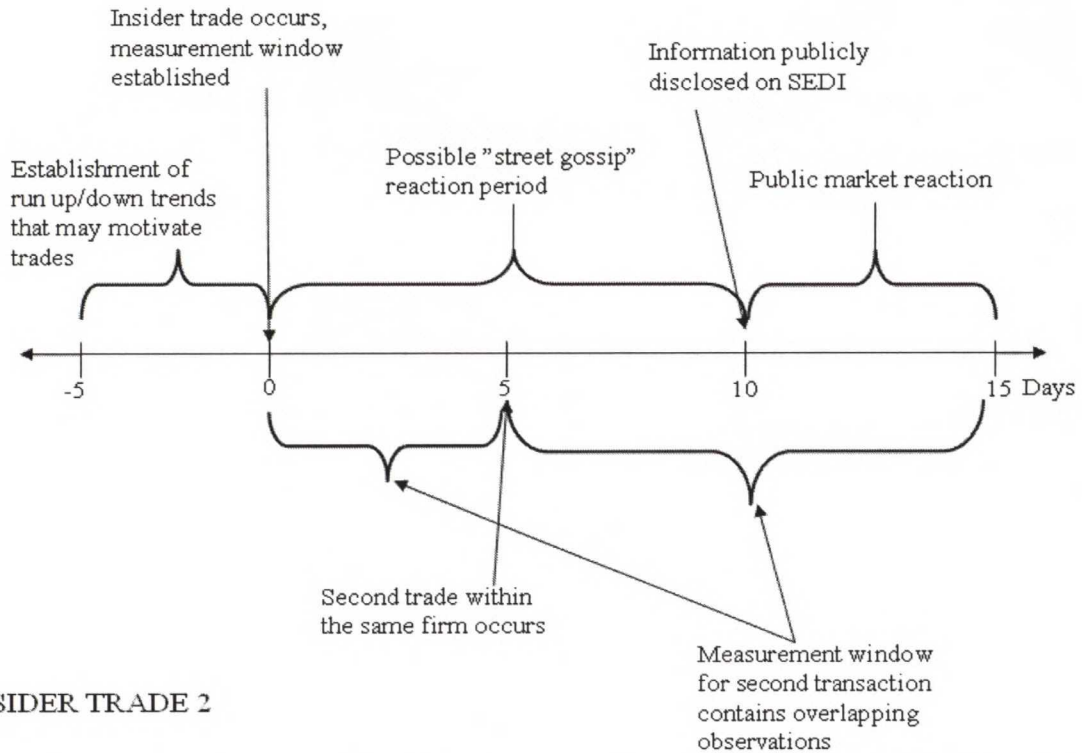 Insider trade occurs,
measurement window
established
Information publicly
disclosed on SEDI
Establishment of
run up/down trends
that may motivate
trades
Possible ”street gossip”
reaction period
Public market reaction
-5
0
5
10
15 Days
Second trade within
the same firm occurs
Measurement window
for second transaction
contains overlapping
observations
SIDER TRADE 2